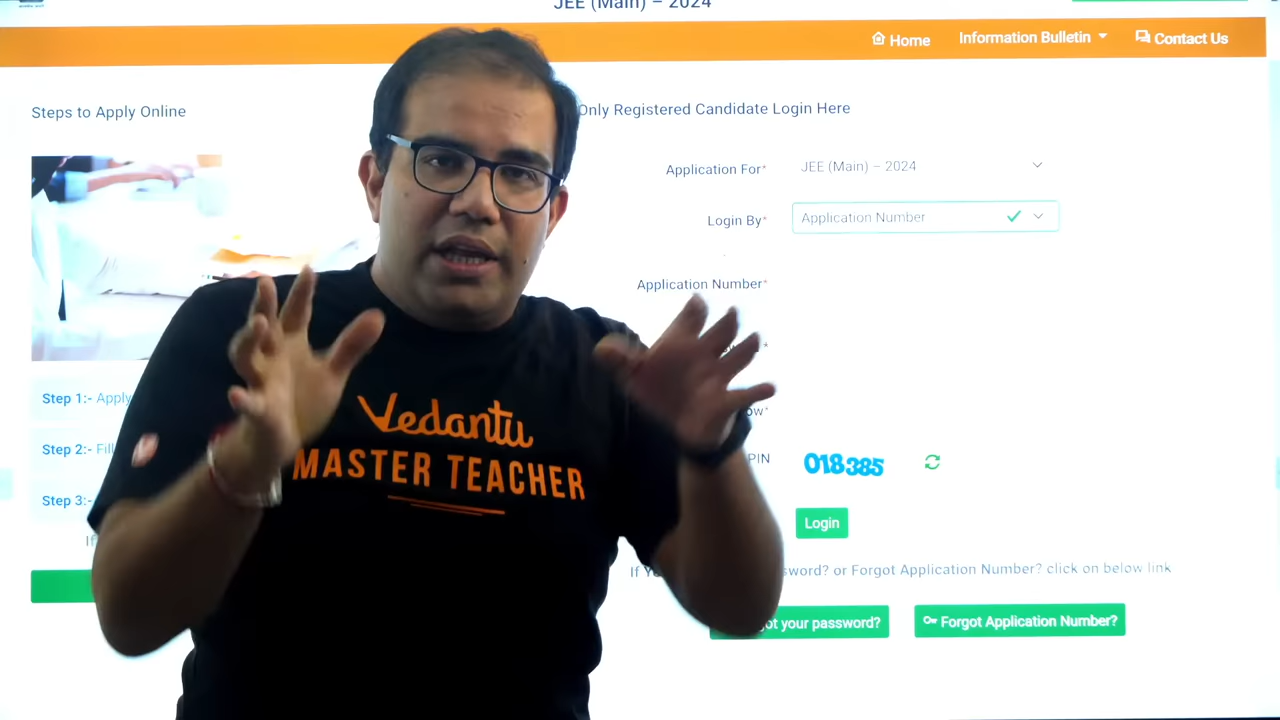 JEE (Main) – 2024
Home Information Bulletin Contact Us
Steps to Apply Online
Only Registered Candidate Login Here
Application For* JEE (Main) – 2024
Login By* Application Number
Application Number*
Step 1:- Apply
Step 2:- Fill
Step 3:-
PIN 018385
Login
If sword? or Forgot Application Number? click on below link
your password? Forgot Application Number?
Vedantu
MASTER TEACHER